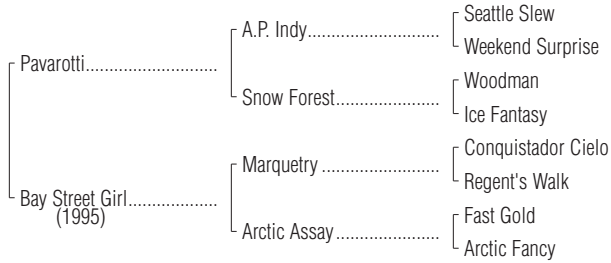 Seattle Slew
A.P. Indy
Weekend Surprise
Pavarotti
Woodman
Snow Forest
Ice Fantasy
Conquistador Cielo
Marquetry
Regent's Walk
Bay Street Girl
(1995)
Fast Gold
Arctic Assay
Arctic Fancy